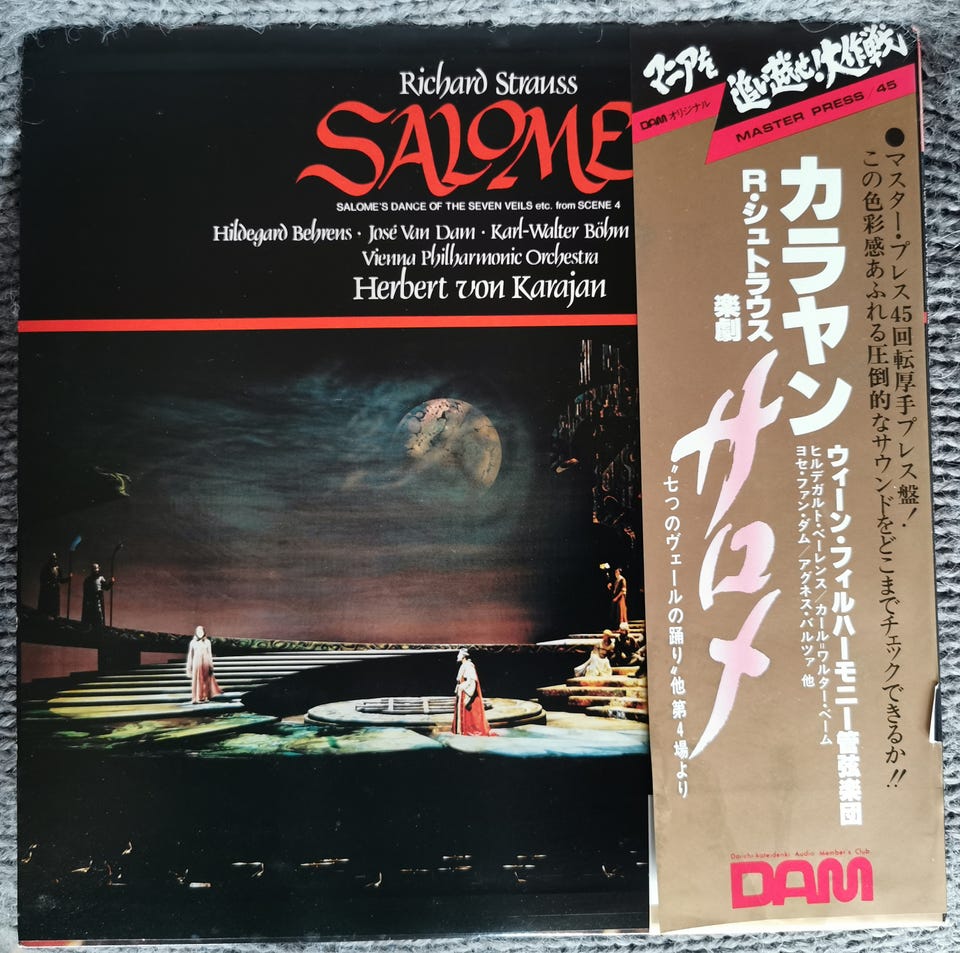 Richard Strauss
SALOME
SALOME'S DANCE OF THE SEVEN VEILS etc. from SCENE 4
Hildegard Behrens · José Van Dam · Karl-Walter Böhm
Vienna Philharmonic Orchestra
Herbert von Karajan
マニアを
追い越せ!大作戦
DAMオリジナル
MASTER PRESS/45
●マスター・プレス45回転厚手プレス盤!
この色彩感あふれる圧倒的なサウンドをどこまでチェックできるか!!
カラヤン
ウィーン・フィルハーモニー管弦楽団
ヒルデガルト・ベーレンス/カール=ワルター・ベーム
ヨセ・ファン・ダム/アグネス・バルツァ 他
R・シュトラウス
楽劇
サロメ
“七つのヴェールの踊り”他 第4場より
Daiichi-katei denki Audio Member's Club
DAM